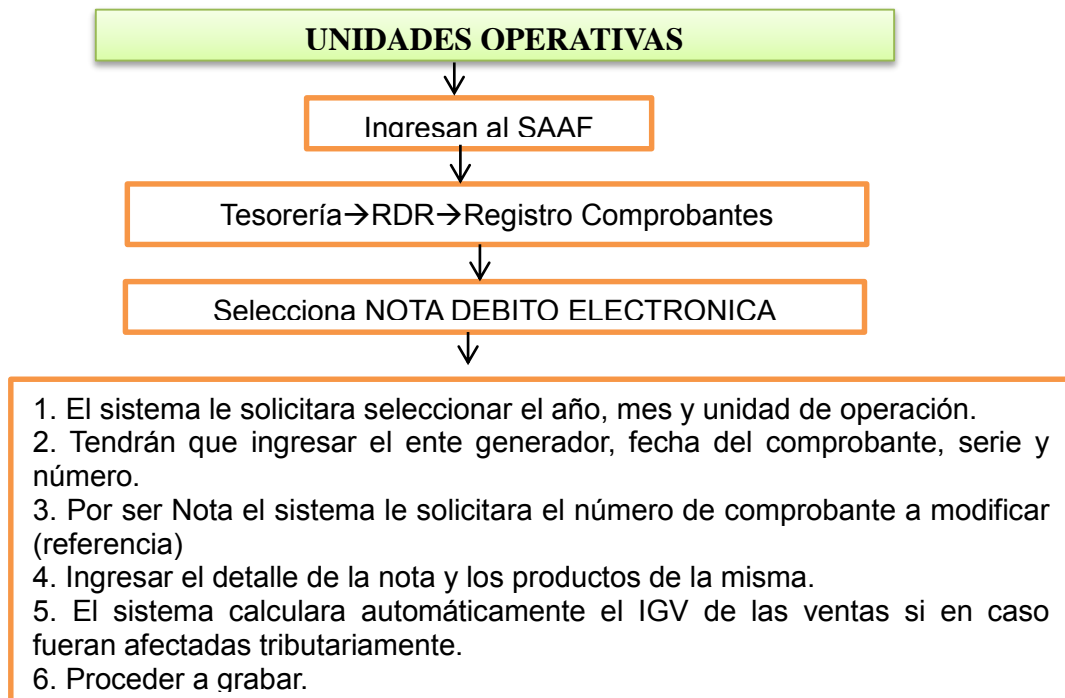 UNIDADES OPERATIVAS
Ingresan al SAAF
Tesorería→RDR→Registro Comprobantes
Selecciona NOTA DEBITO ELECTRONICA
1. El sistema le solicitara seleccionar el año, mes y unidad de operación.
2. Tendrán que ingresar el ente generador, fecha del comprobante, serie y
número.
3. Por ser Nota el sistema le solicitara el número de comprobante a modificar
(referencia)
4. Ingresar el detalle de la nota y los productos de la misma.
5. El sistema calculara automáticamente el IGV de las ventas si en caso
fueran afectadas tributariamente.
6. Proceder a grabar.